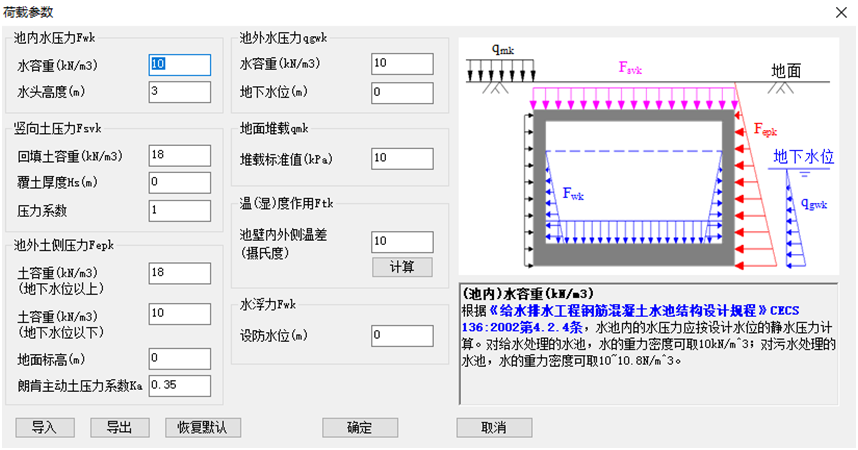 荷载参数
池内水压力Fwk
水容重(kN/m3)
10
水头高度(m)
3
竖向土压力Fsvk
回填土容重(kN/m3)
18
覆土厚度Hs(m)
0
压力系数
1
池外土侧压力Fepk
土容重(kN/m3)
(地下水位以上)
18
土容重(kN/m3)
(地下水位以下)
10
地面标高(m)
0
朗肯主动土压力系数Ka
0.35
池外水压力qgwk
水容重(kN/m3)
10
地下水位(m)
0
地面堆载qmk
堆载标准值(kPa)
10
温(湿)度作用Ftk
池壁内外侧温差
(摄氏度)
10
计算
水浮力Fwk
设防水位(m)
0
qmk
Fsvk
地面
Fepk
地下水位
Fwk
qgwk
(池内)水容重(kN/m3)
根据《给水排水工程钢筋混凝土水池结构设计规程》CECS
136:2002第4.2.4条，水池内的水压力应按设计水位的静水压力计
算。对给水处理的水池，水的重力密度可取10kN/m^3；对污水处理的
水池，水的重力密度可取10~10.8N/m^3。
导入
导出
恢复默认
确定
取消